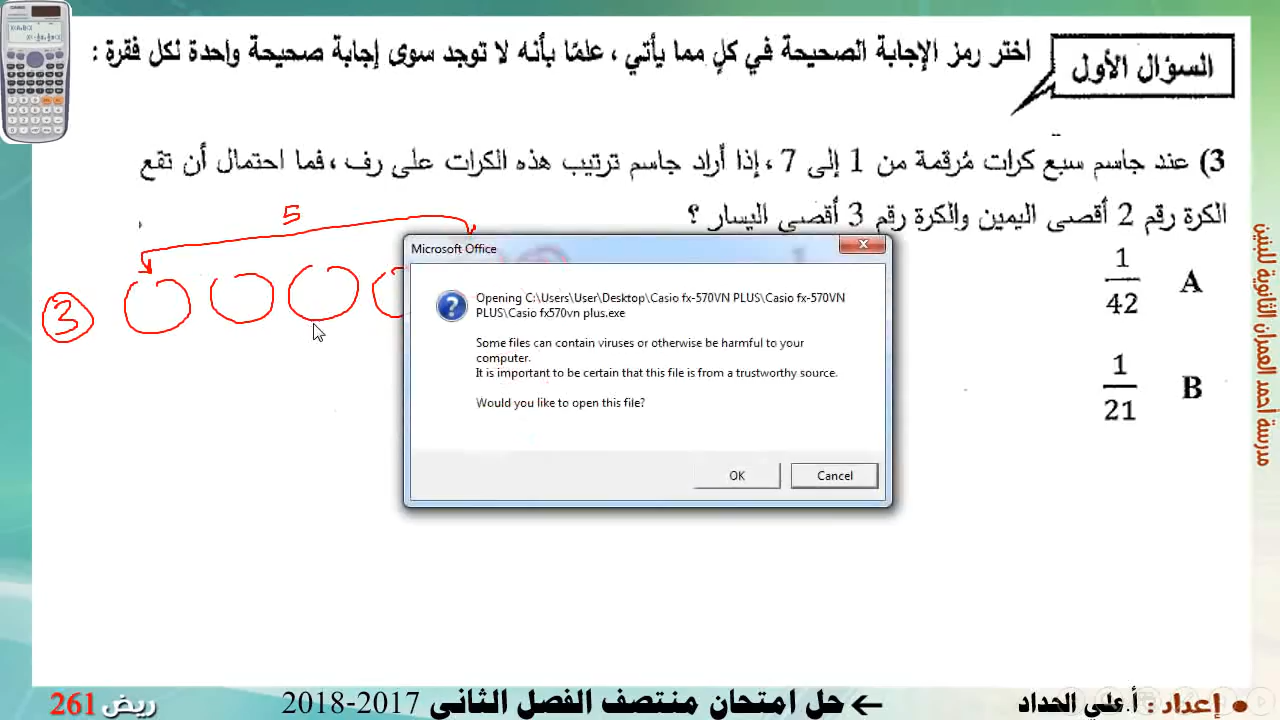 السؤال الأول
اختر رمز الإجابة الصحيحة في كلٍ مما يأتي ، علمًا بأنه لا توجد سوى إجابة صحيحة واحدة لكل فقرة :
3) عند جاسم سبع كرات مُرقمة من 1 إلى 7 ، إذا أراد جاسم ترتيب هذه الكرات على رف ، فما احتمال أن تقع
الكرة رقم 2 أقصى اليمين والكرة رقم 3 أقصى اليسار ؟
A 1/42
B 1/21
5
3
Microsoft Office
Opening C:\Users\User\Desktop\Casio fx-570VN PLUS\Casio fx-570VN
PLUS\Casio fx570vn plus.exe
Some files can contain viruses or otherwise be harmful to your
computer.
It is important to be certain that this file is from a trustworthy source.
Would you like to open this file?
OK
Cancel
مدرسة أحمد العمران الثانوية للبنين
إعداد : أ.علي الحداد
حل امتحان منتصف الفصل الثاني 2017-2018
ريض 261
CASIO